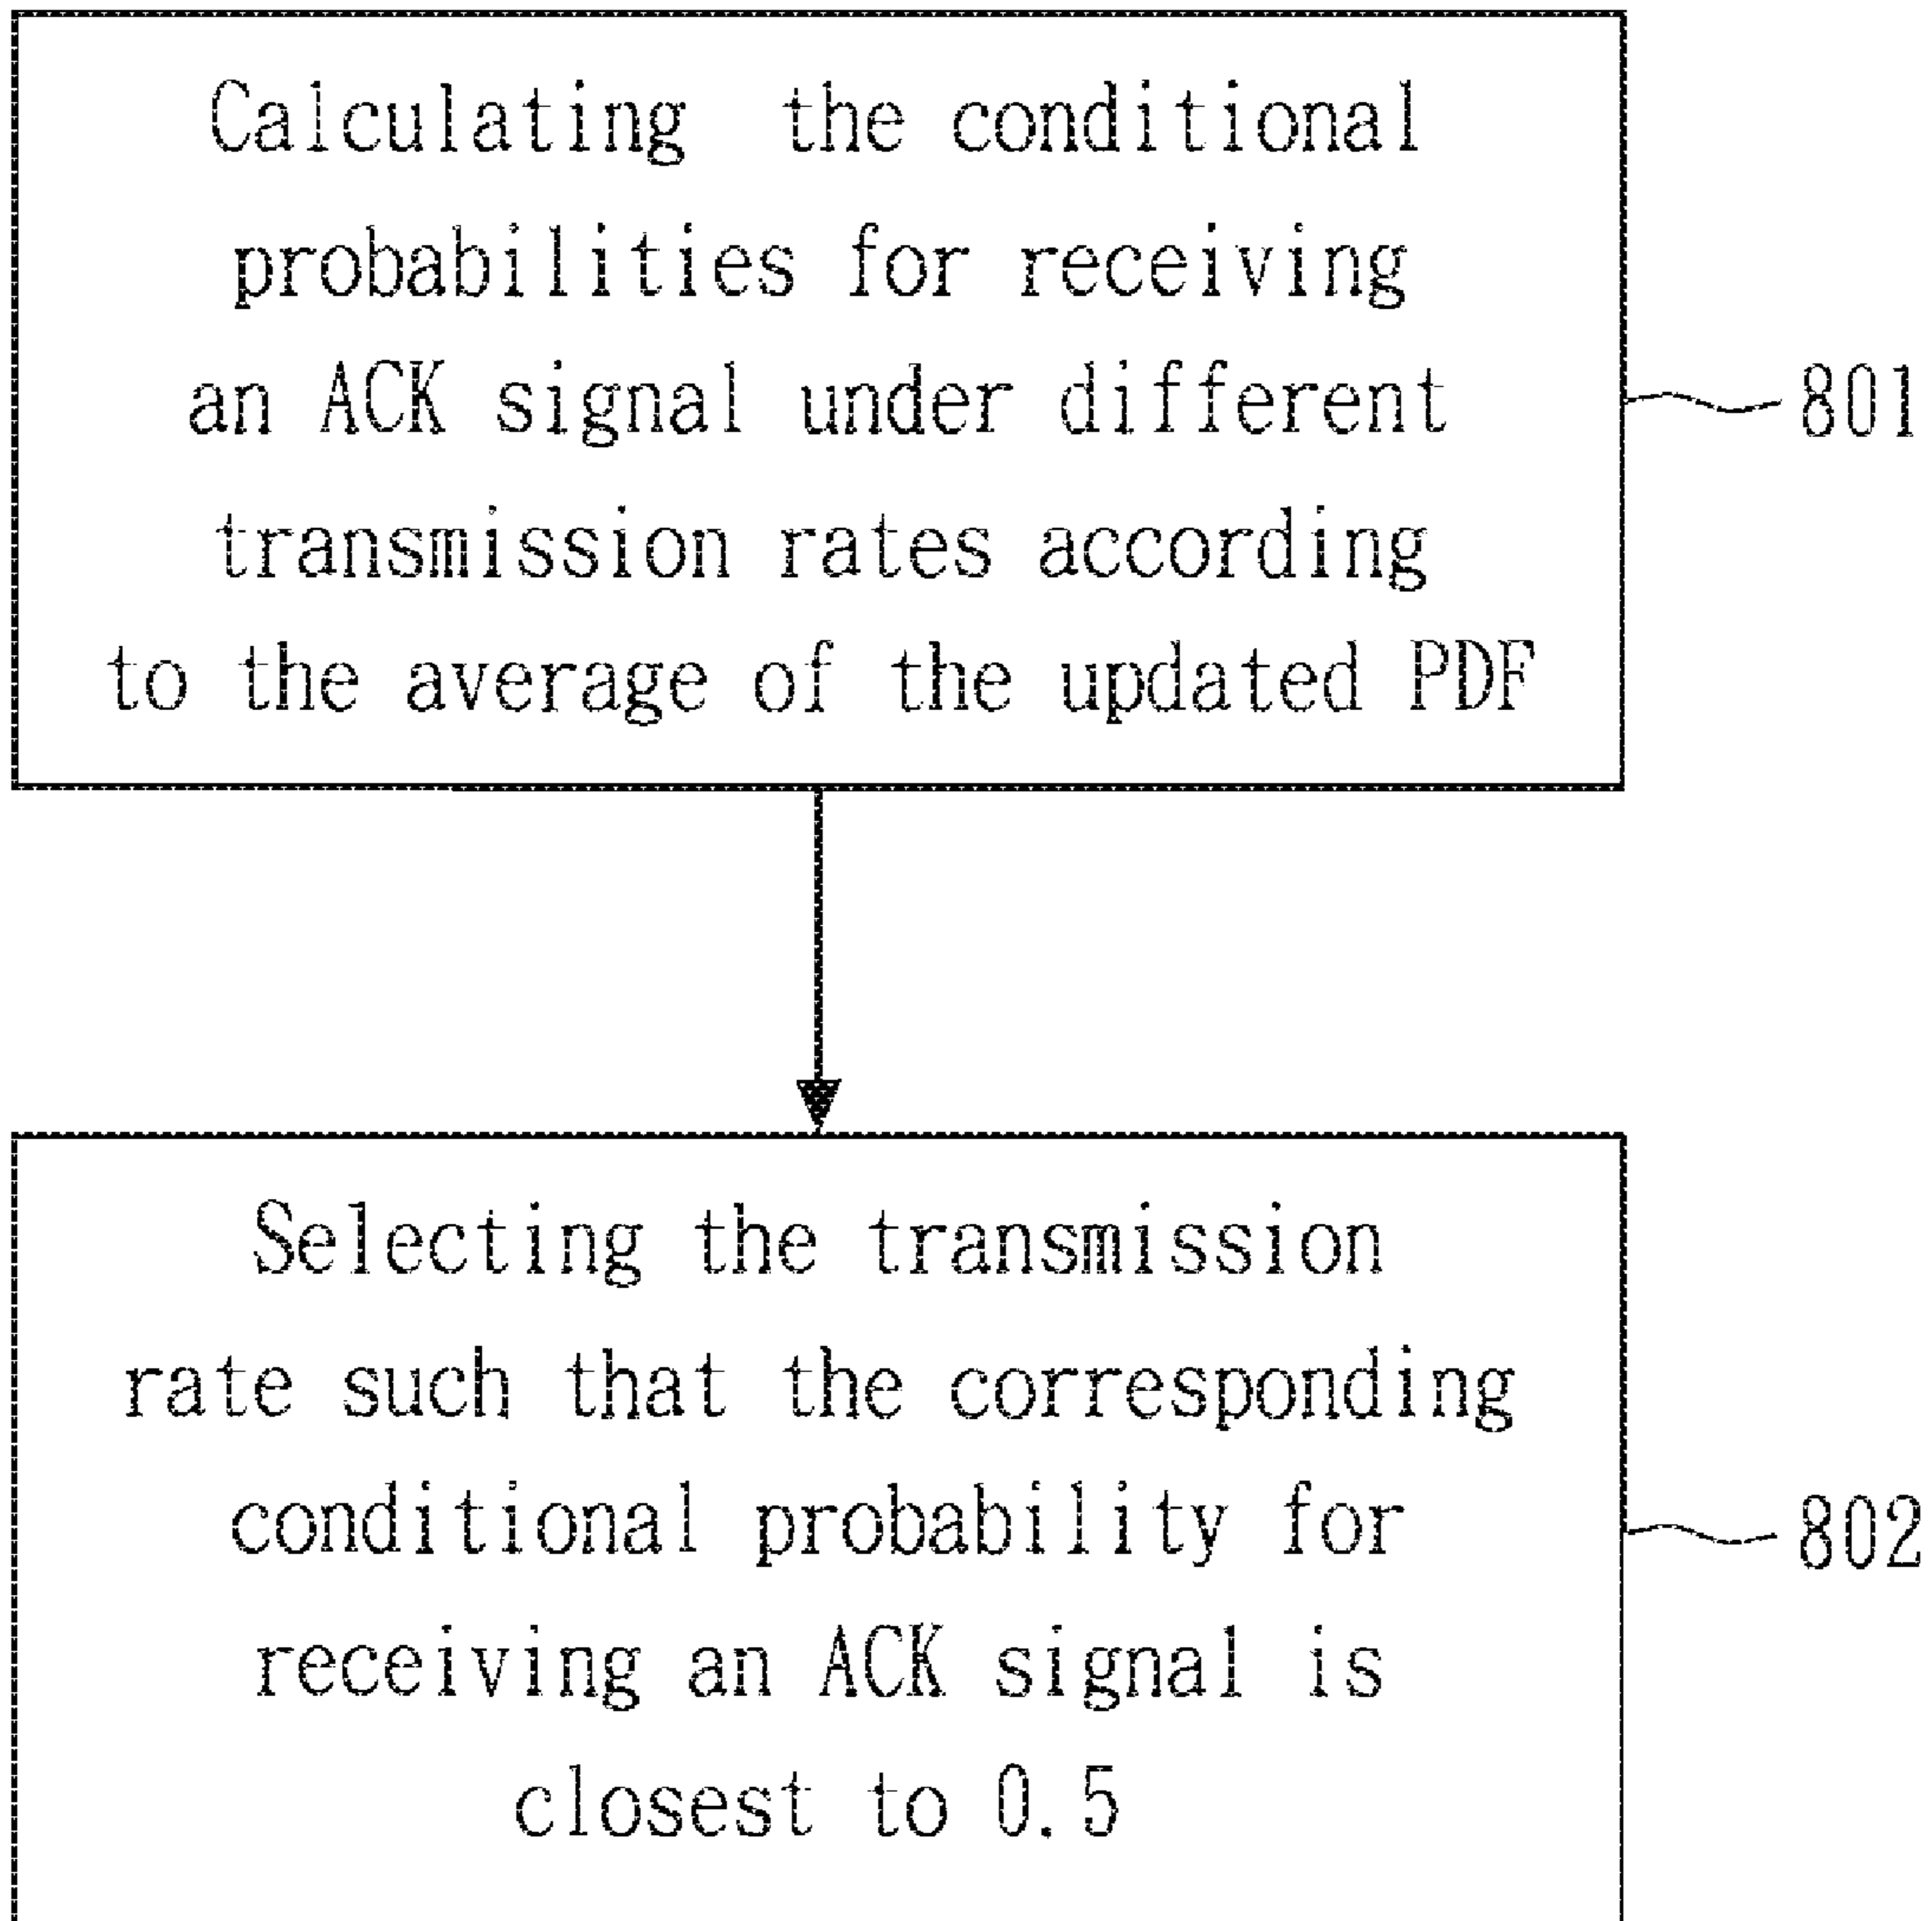 Calculating the conditional
probabilities for receiving
an ACK signal under different
transmission rates according
to the average of the updated PDF
801
Selecting the transmission
rate such that the corresponding
conditional probability for
receiving an ACK signal is
closest to 0.5
802